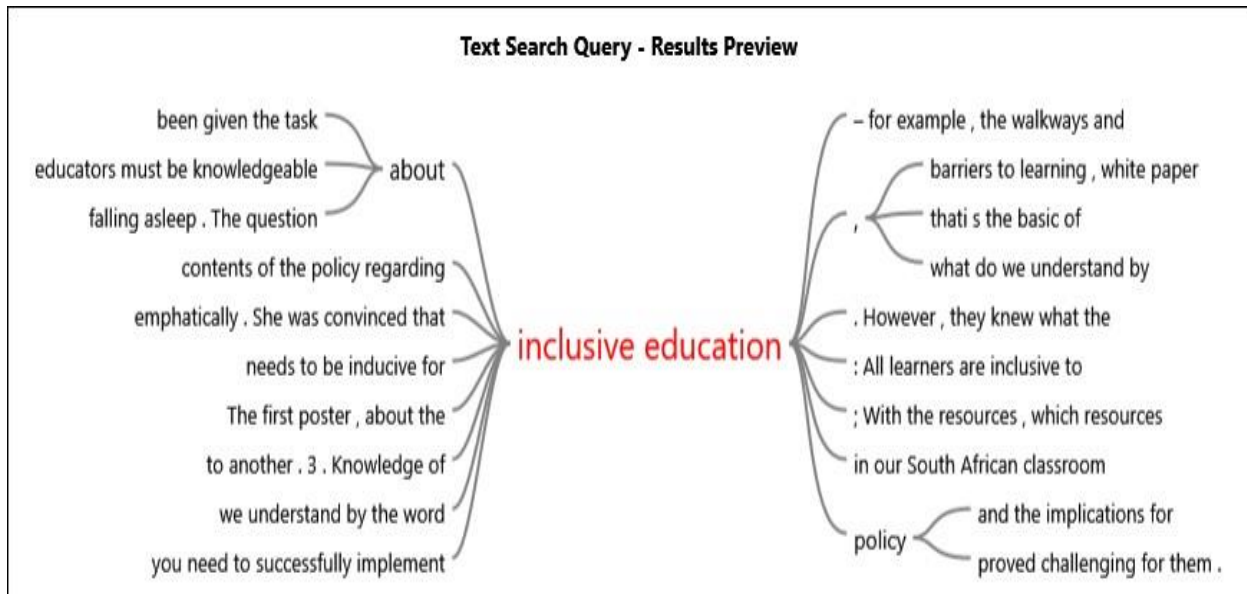 Text Search Query - Results Preview
been given the task
educators must be knowledgeable
falling asleep . The question
about
contents of the policy regarding
emphatically . She was convinced that
needs to be inducive for
The first poster , about the
to another . 3 . Knowledge of
we understand by the word
you need to successfully implement
inclusive education
– for example , the walkways and
,
barriers to learning , white paper
thati s the basic of
what do we understand by
. However , they knew what the
: All learners are inclusive to
; With the resources , which resources
in our South African classroom
policy
and the implications for
proved challenging for them .